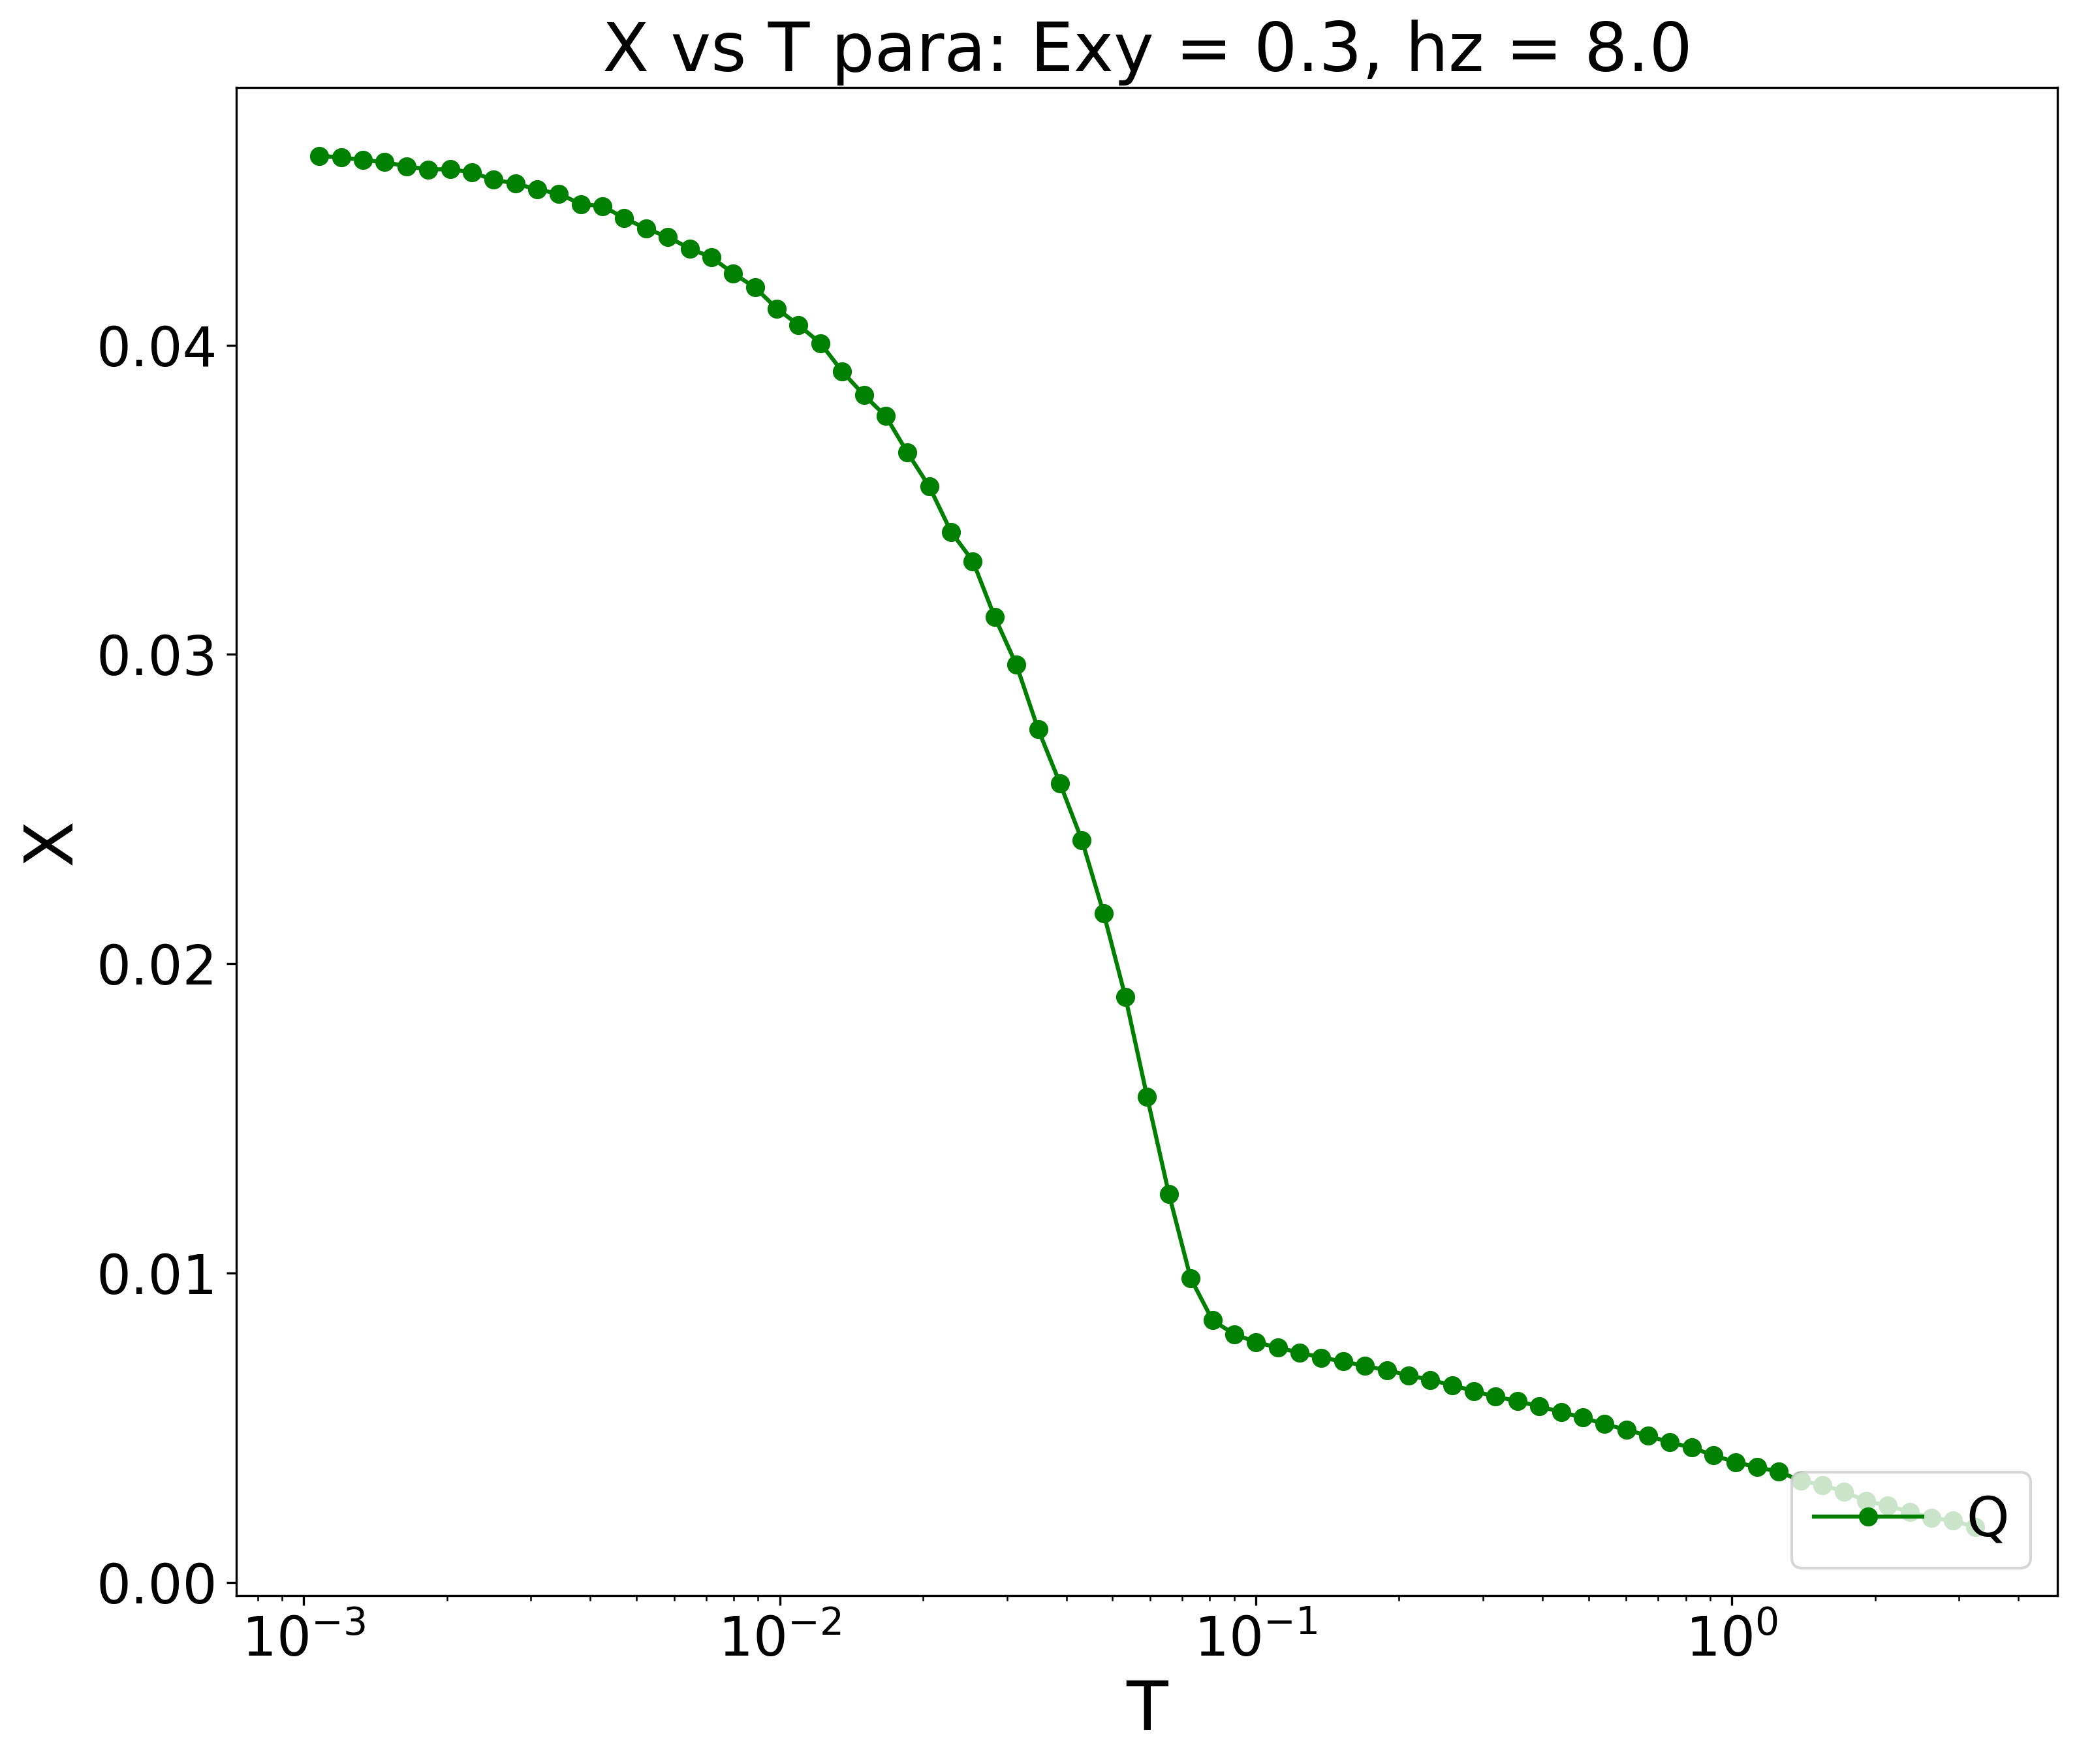 X vs T para: Exy = 0.3, hz = 8.0
X
0.04
0.03
0.02
0.01
0.00
10⁻³ 10⁻² 10⁻¹ 10⁰
T
Q